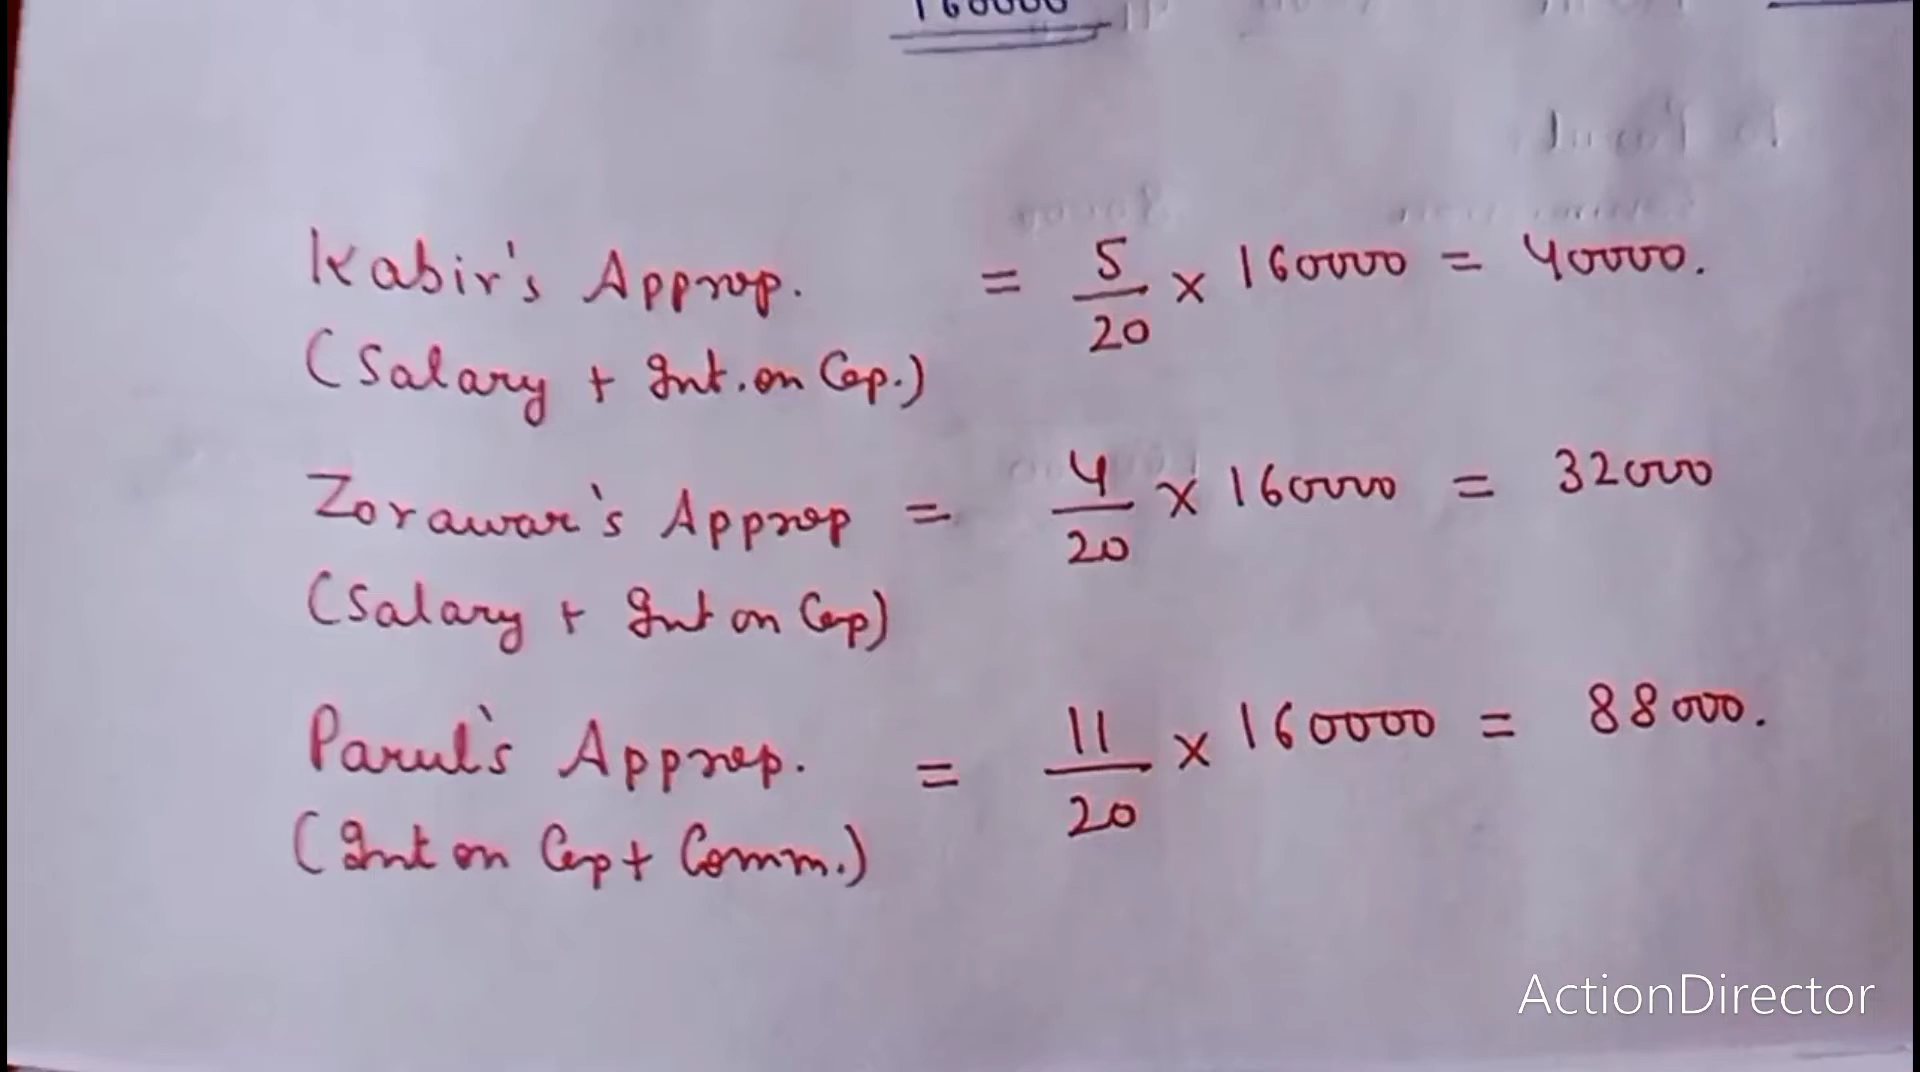 160000
Kabir's Approp. = 5/20 × 160000 = 40000.
(Salary + Int. on Cap.)
Zorawar's Approp = 4/20 × 160000 = 32000
(Salary + Int on Cap)
Parul's Approp. = 11/20 × 160000 = 88000.
(Int on Cap + Comm.)
ActionDirector